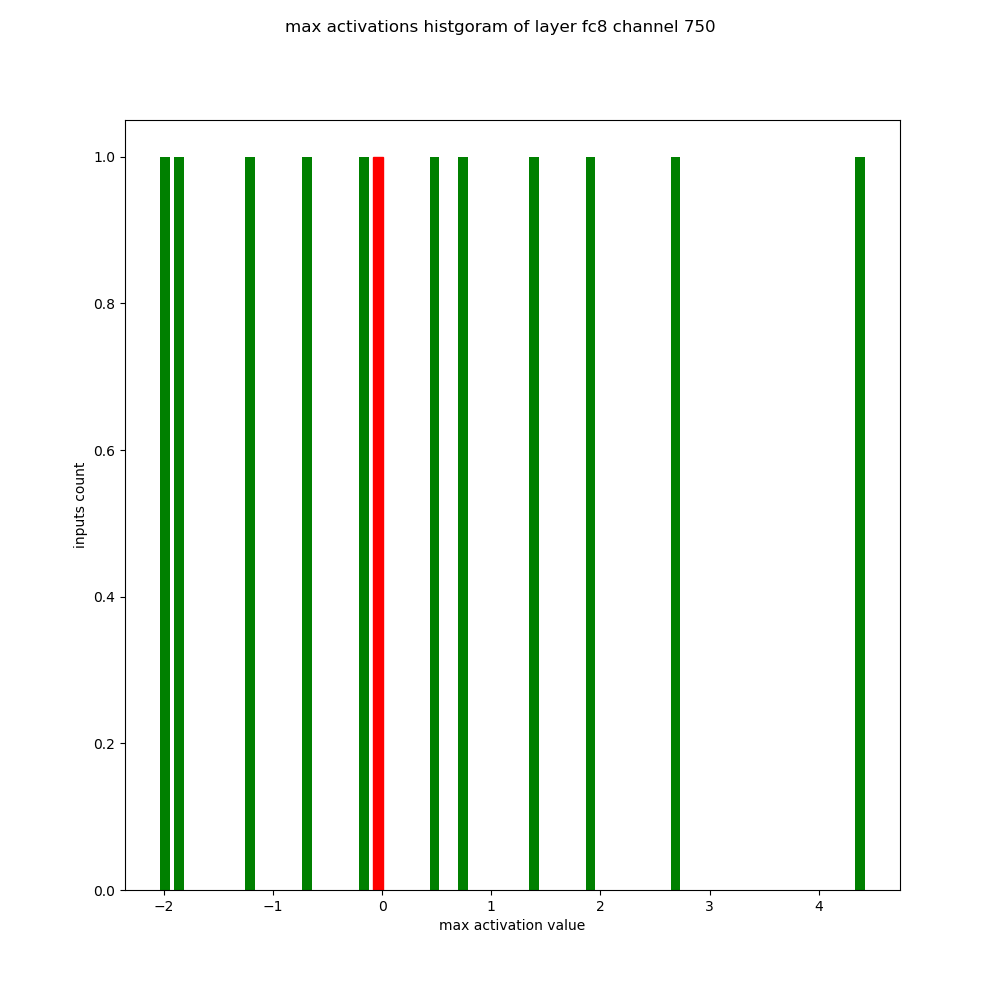 max activations histgoram of layer fc8 channel 750
1.0
0.8
0.6
0.4
0.2
0.0
inputs count
−2 −1 0 1 2 3 4
max activation value